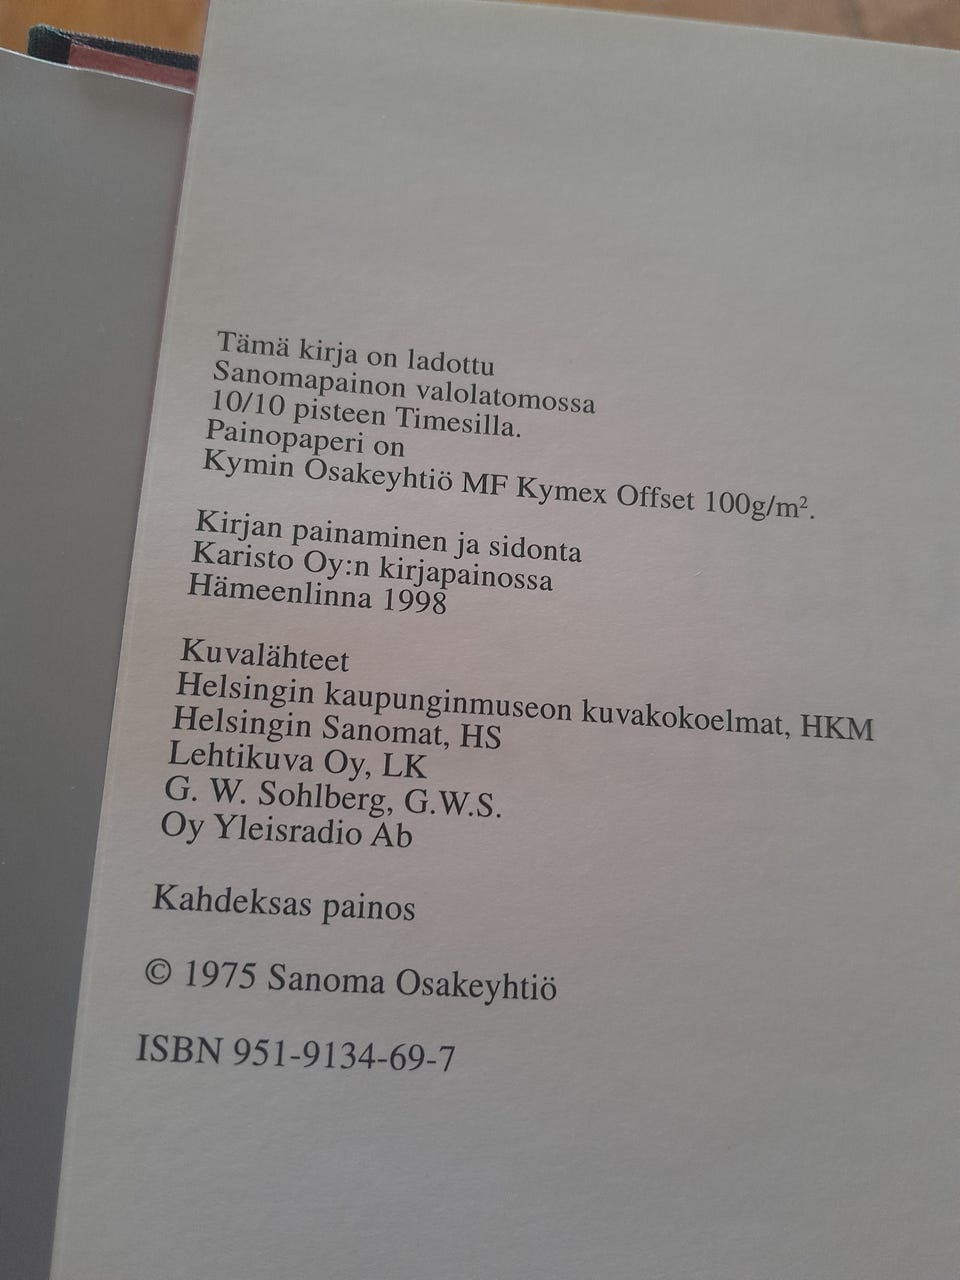 Tämä kirja on ladottu
Sanomapainon valolatomossa
10/10 pisteen Timesilla.
Painopaperi on
Kymin Osakeyhtiö MF Kymex Offset 100g/m².
Kirjan painaminen ja sidonta
Karisto Oy:n kirjapainossa
Hämeenlinna 1998
Kuvalähteet
Helsingin kaupunginmuseon kuvakokoelmat, HKM
Helsingin Sanomat, HS
Lehtikuva Oy, LK
G. W. Sohlberg, G.W.S.
Oy Yleisradio Ab
Kahdeksas painos
© 1975 Sanoma Osakeyhtiö
ISBN 951-9134-69-7